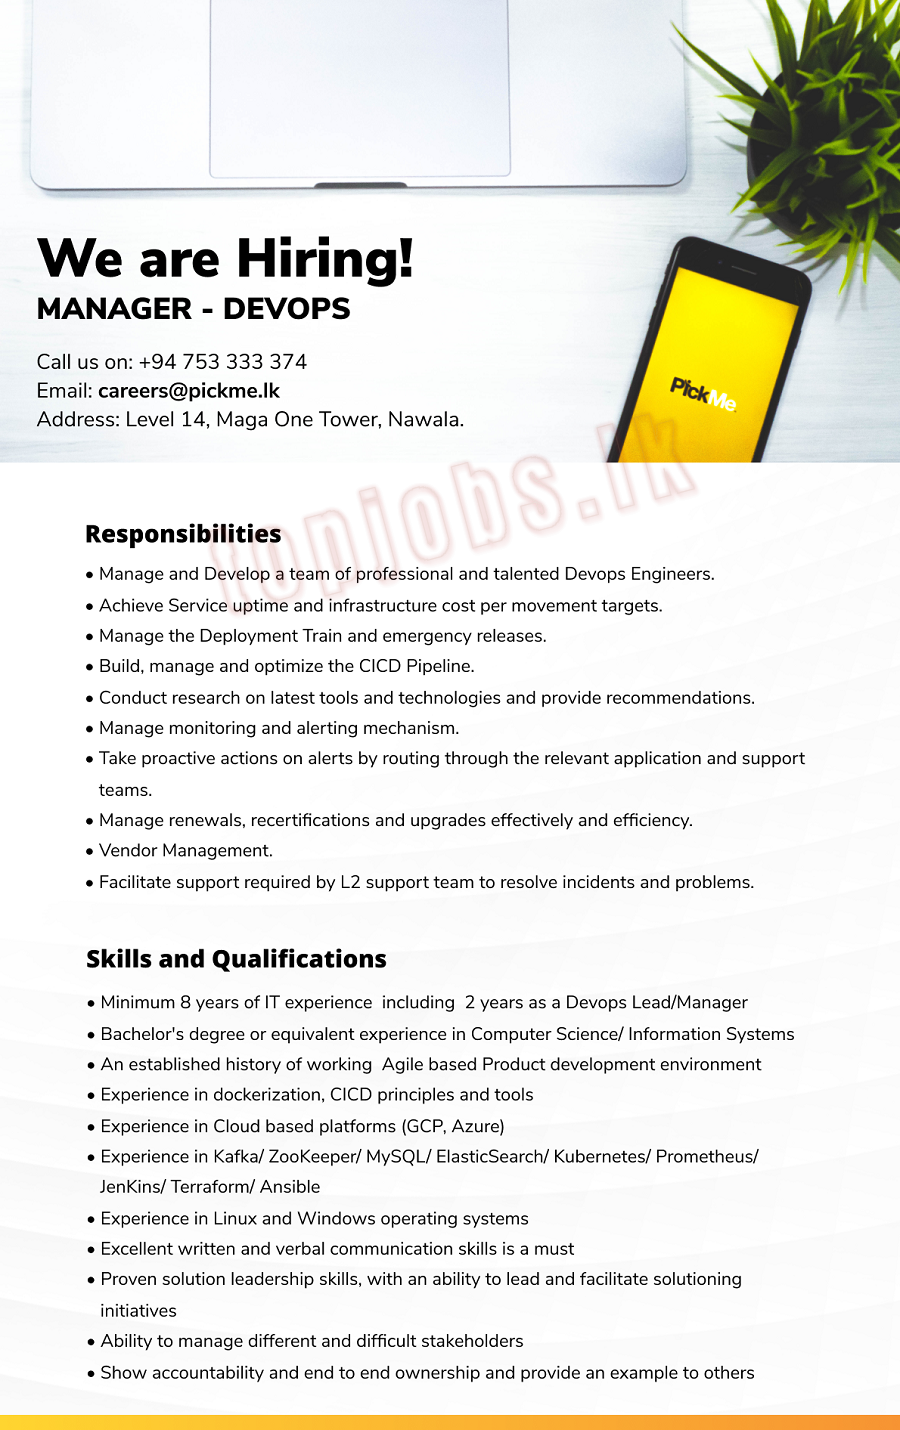 We are Hiring!
MANAGER - DEVOPS
Call us on: +94 753 333 374
Email: careers@pickme.lk
Address: Level 14, Maga One Tower, Nawala.
PickMe
topjobs.lk
Responsibilities
• Manage and Develop a team of professional and talented Devops Engineers.
• Achieve Service uptime and infrastructure cost per movement targets.
• Manage the Deployment Train and emergency releases.
• Build, manage and optimize the CICD Pipeline.
• Conduct research on latest tools and technologies and provide recommendations.
• Manage monitoring and alerting mechanism.
• Take proactive actions on alerts by routing through the relevant application and support
teams.
• Manage renewals, recertifications and upgrades effectively and efficiency.
• Vendor Management.
• Facilitate support required by L2 support team to resolve incidents and problems.
Skills and Qualifications
• Minimum 8 years of IT experience  including  2 years as a Devops Lead/Manager
• Bachelor's degree or equivalent experience in Computer Science/ Information Systems
• An established history of working  Agile based Product development environment
• Experience in dockerization, CICD principles and tools
• Experience in Cloud based platforms (GCP, Azure)
• Experience in Kafka/ ZooKeeper/ MySQL/ ElasticSearch/ Kubernetes/ Prometheus/
JenKins/ Terraform/ Ansible
• Experience in Linux and Windows operating systems
• Excellent written and verbal communication skills is a must
• Proven solution leadership skills, with an ability to lead and facilitate solutioning
initiatives
• Ability to manage different and difficult stakeholders
• Show accountability and end to end ownership and provide an example to others